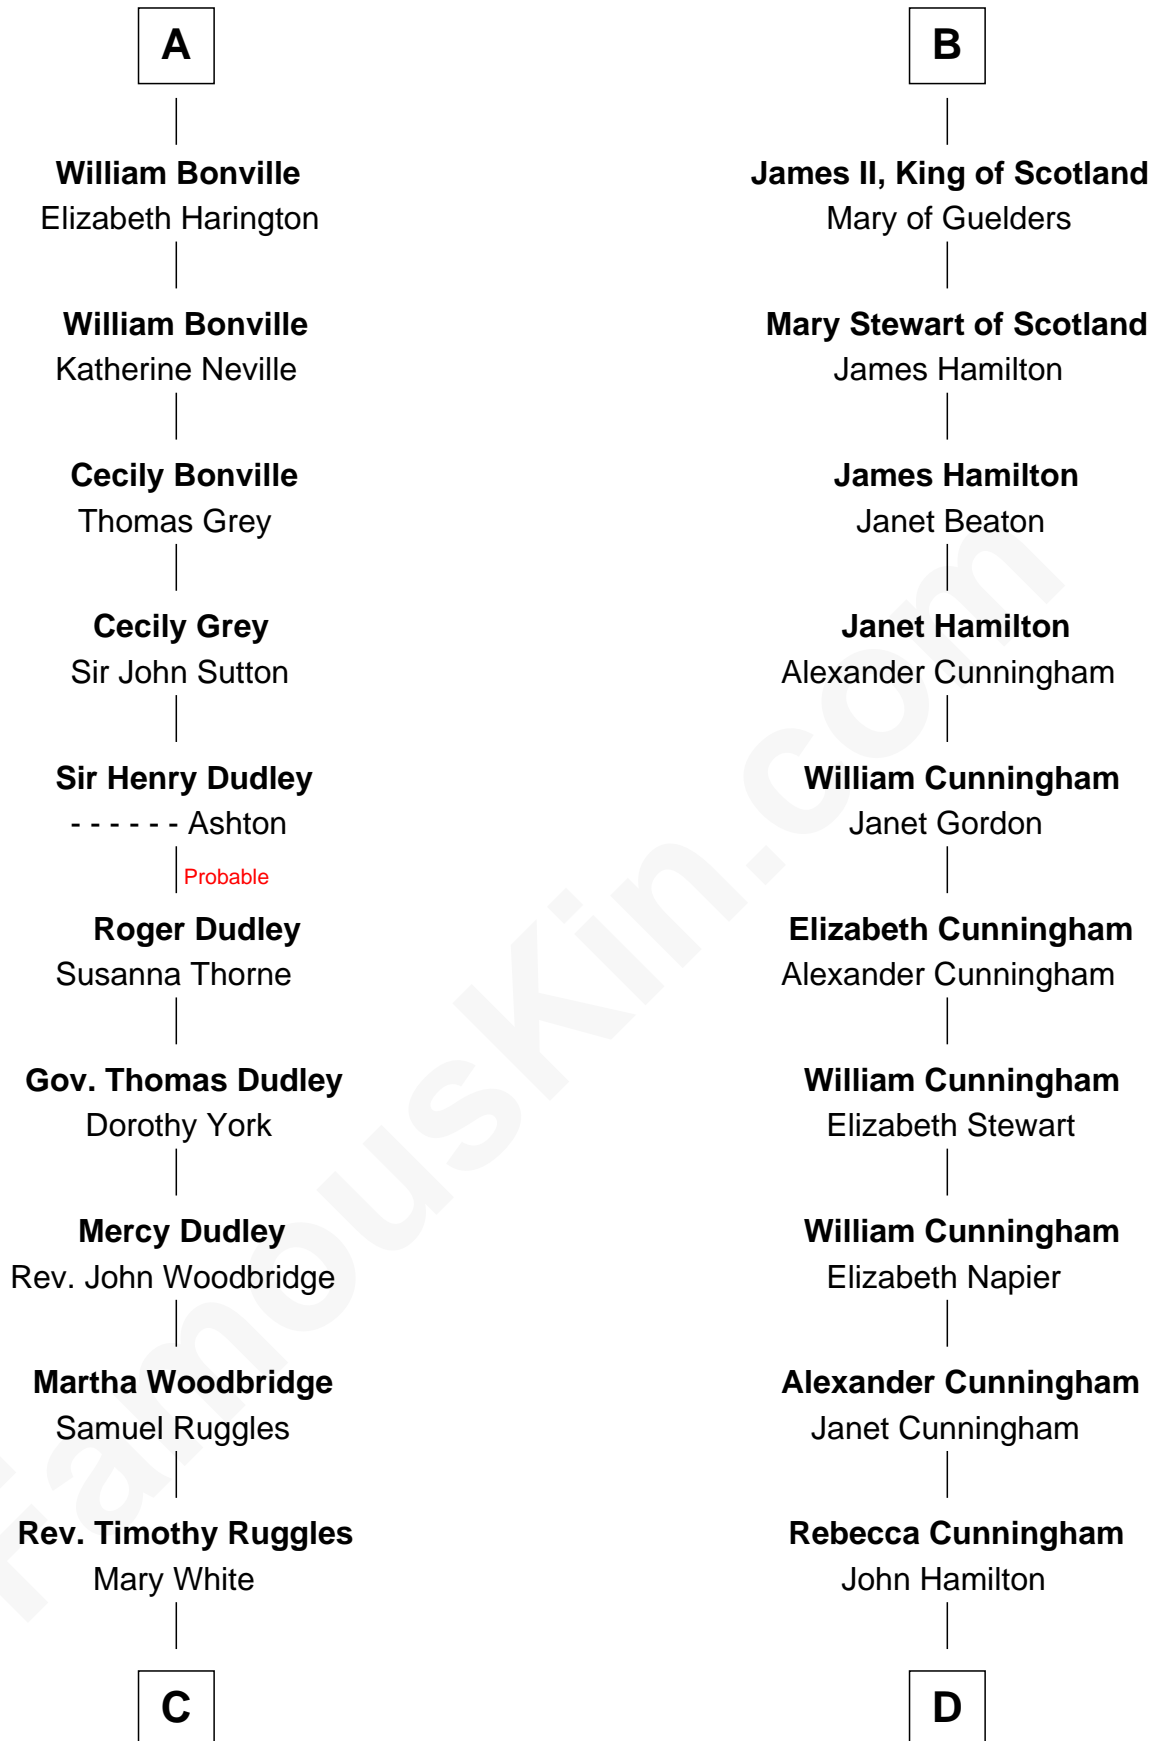 A
William Bonville
Elizabeth Harington
William Bonville
Katherine Neville
Cecily Bonville
Thomas Grey
Cecily Grey
Sir John Sutton
Sir Henry Dudley
- - - - - - Ashton
Probable
Roger Dudley
Susanna Thorne
Gov. Thomas Dudley
Dorothy York
Mercy Dudley
Rev. John Woodbridge
Martha Woodbridge
Samuel Ruggles
Rev. Timothy Ruggles
Mary White
C
B
James II, King of Scotland
Mary of Guelders
Mary Stewart of Scotland
James Hamilton
James Hamilton
Janet Beaton
Janet Hamilton
Alexander Cunningham
William Cunningham
Janet Gordon
Elizabeth Cunningham
Alexander Cunningham
William Cunningham
Elizabeth Stewart
William Cunningham
Elizabeth Napier
Alexander Cunningham
Janet Cunningham
Rebecca Cunningham
John Hamilton
D
FamousKin.com